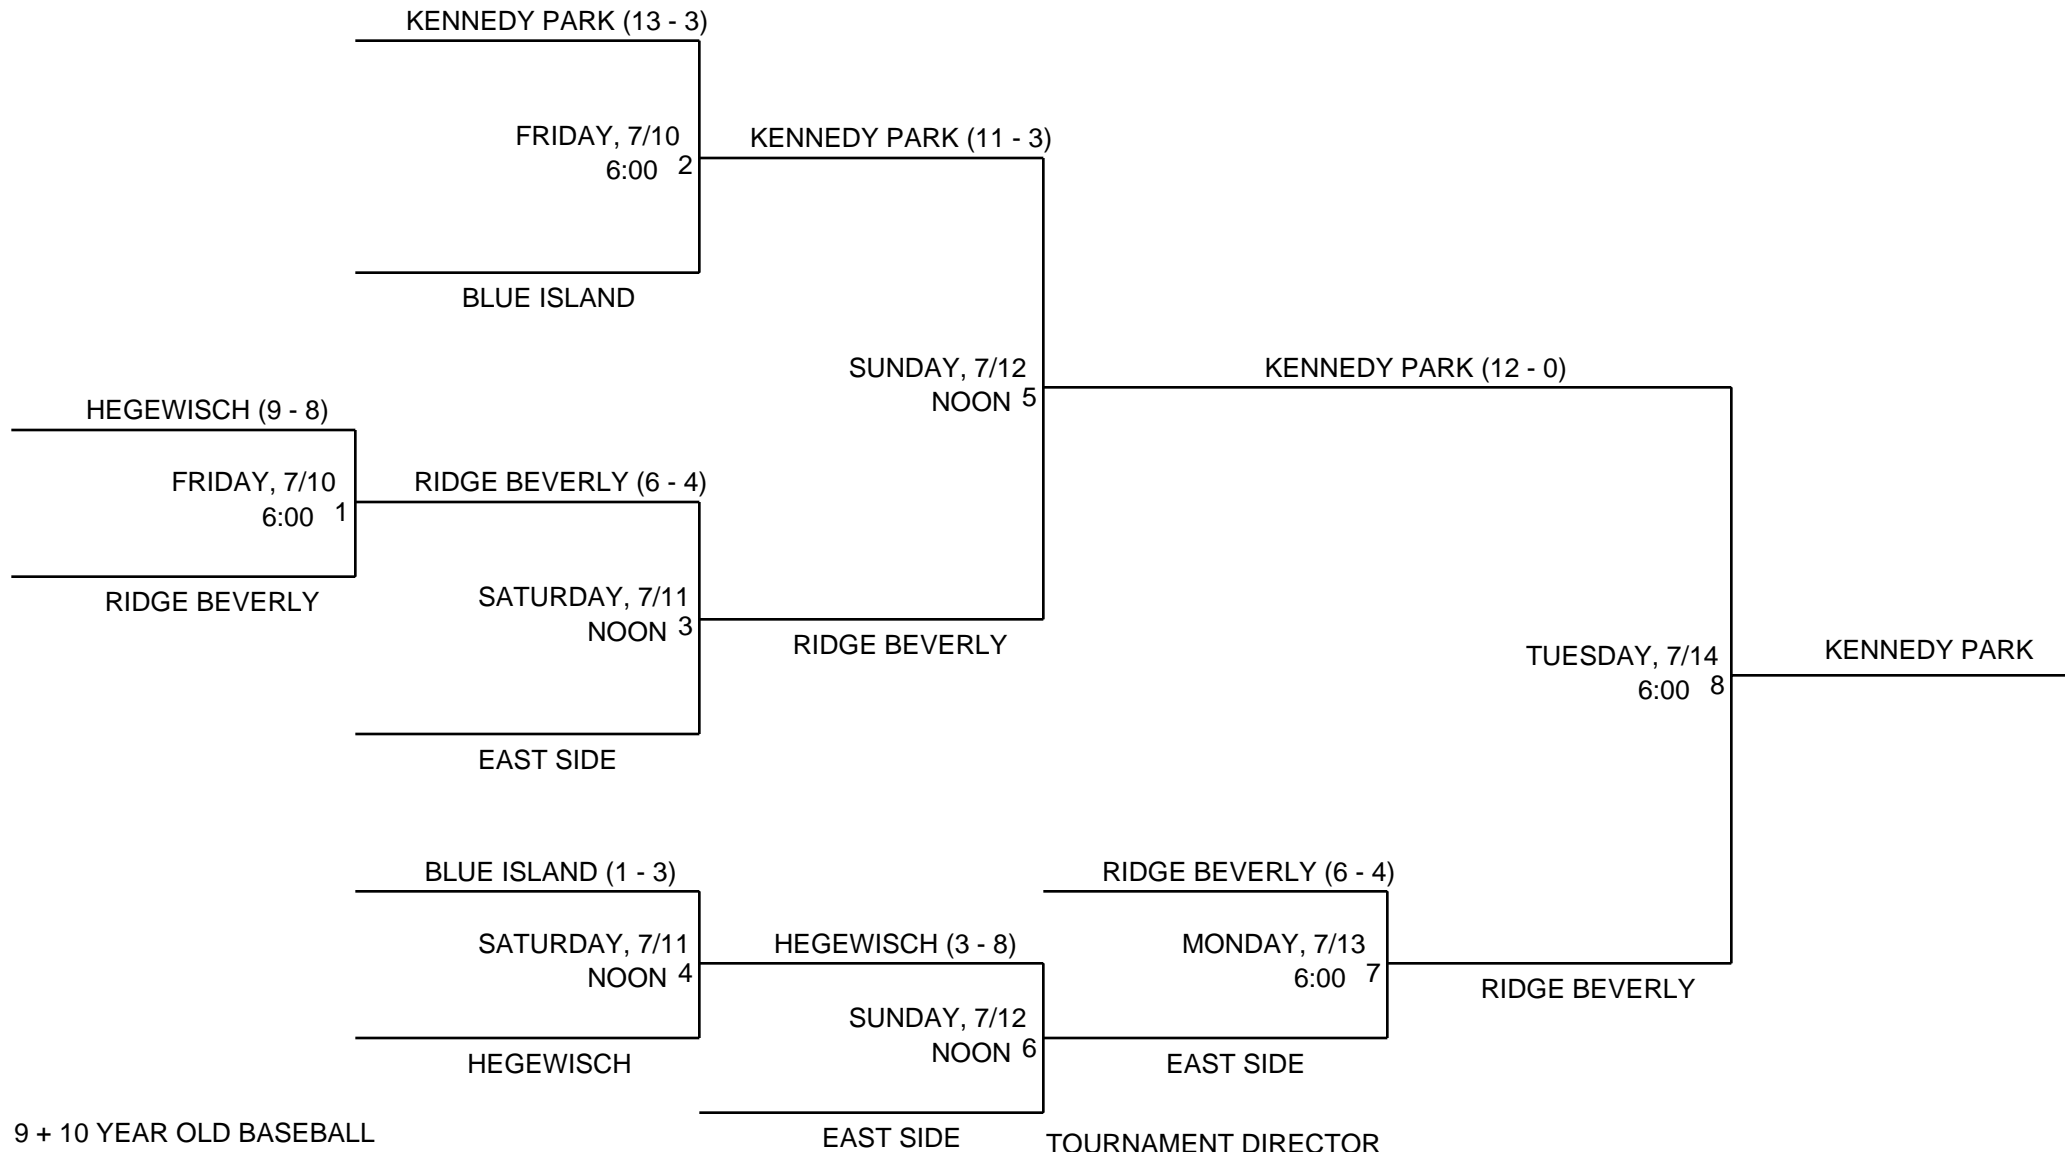 KENNEDY PARK (13 - 3)
FRIDAY, 7/10
6:00 2
KENNEDY PARK (11 - 3)
BLUE ISLAND
SUNDAY, 7/12
NOON 5
KENNEDY PARK (12 - 0)
HEGEWISCH (9 - 8)
FRIDAY, 7/10
6:00 1
RIDGE BEVERLY (6 - 4)
RIDGE BEVERLY
SATURDAY, 7/11
NOON 3
RIDGE BEVERLY
TUESDAY, 7/14
6:00 8
KENNEDY PARK
EAST SIDE
BLUE ISLAND (1 - 3)
SATURDAY, 7/11
NOON 4
HEGEWISCH (3 - 8)
HEGEWISCH
SUNDAY, 7/12
NOON 6
RIDGE BEVERLY (6 - 4)
MONDAY, 7/13
6:00 7
RIDGE BEVERLY
EAST SIDE
9 + 10 YEAR OLD BASEBALL
EAST SIDE
TOURNAMENT DIRECTOR